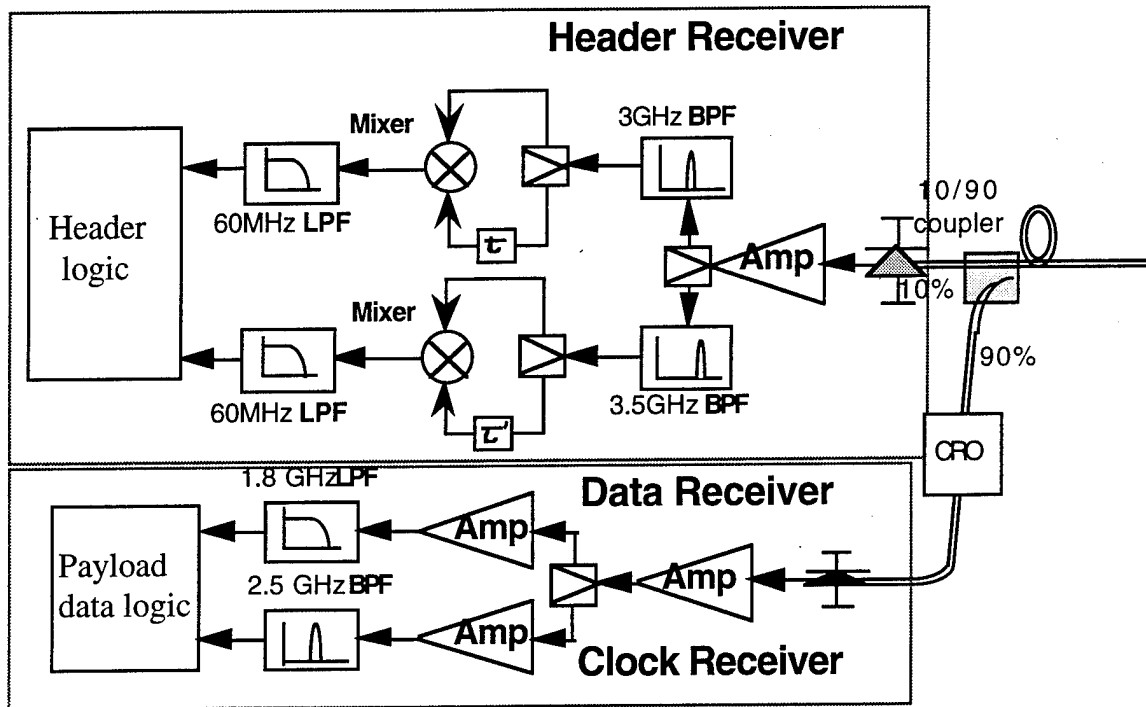 Header Receiver
3GHz BPF
Mixer
10/90
coupler
60MHz LPF
Header
logic
τ
Amp
10%
Mixer
90%
60MHz LPF
τ'
3.5GHz BPF
CRO
1.8 GHz LPF
Data Receiver
Amp
Payload
data logic
2.5 GHz BPF
Amp
Amp
Clock Receiver